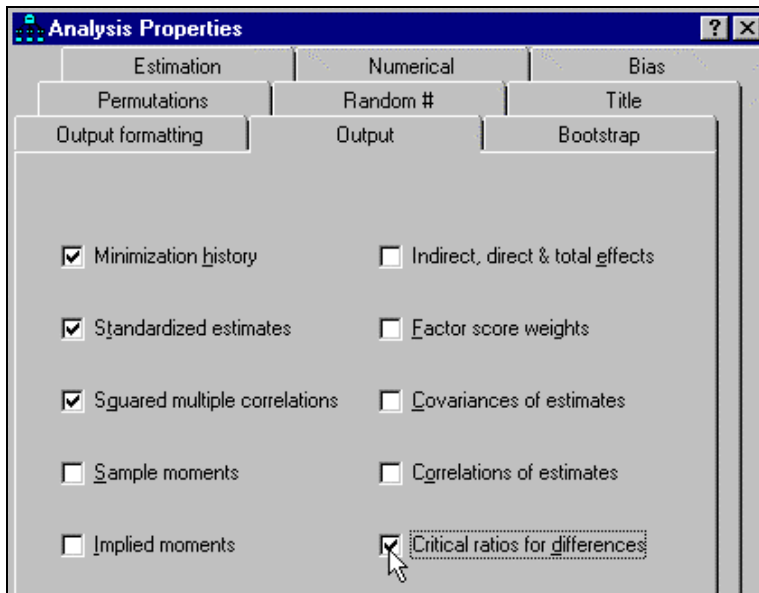 Analysis Properties
Estimation Numerical Bias
Permutations Random # Title
Output formatting Output Bootstrap
Minimization history Indirect, direct & total effects
Standardized estimates Factor score weights
Squared multiple correlations Covariances of estimates
Sample moments Correlations of estimates
Implied moments Critical ratios for differences